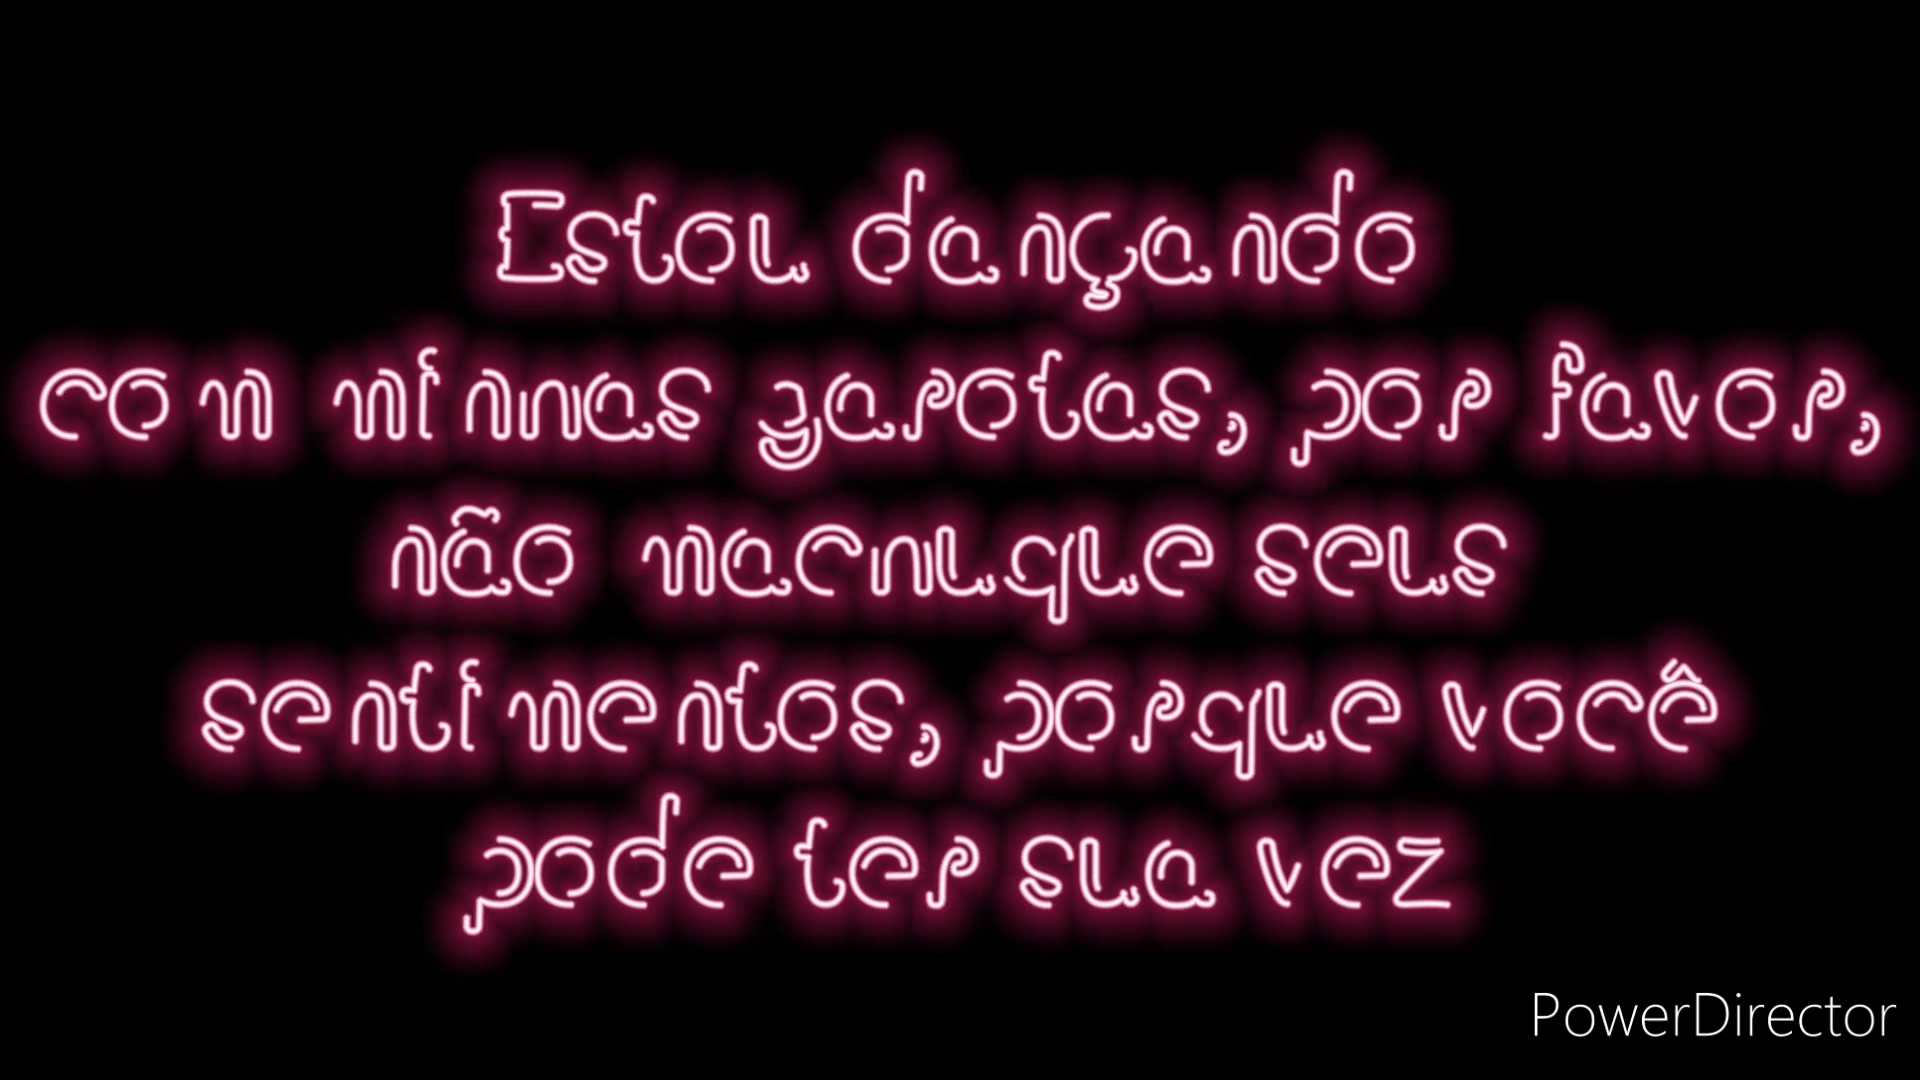 Estou dançando
com minhas garotas, por favor,
não machuque seus
sentimentos, porque você
pode ter sua vez
PowerDirector